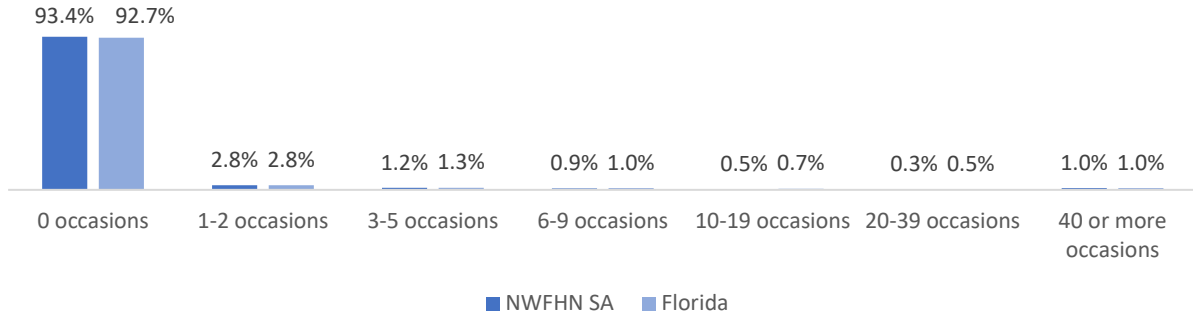 93.4% 92.7%
2.8% 2.8%
1.2% 1.3%
0.9% 1.0%
0.5% 0.7%
0.3% 0.5%
1.0% 1.0%
0 occasions
1-2 occasions
3-5 occasions
6-9 occasions
10-19 occasions
20-39 occasions
40 or more
occasions
NWFHN SA
Florida